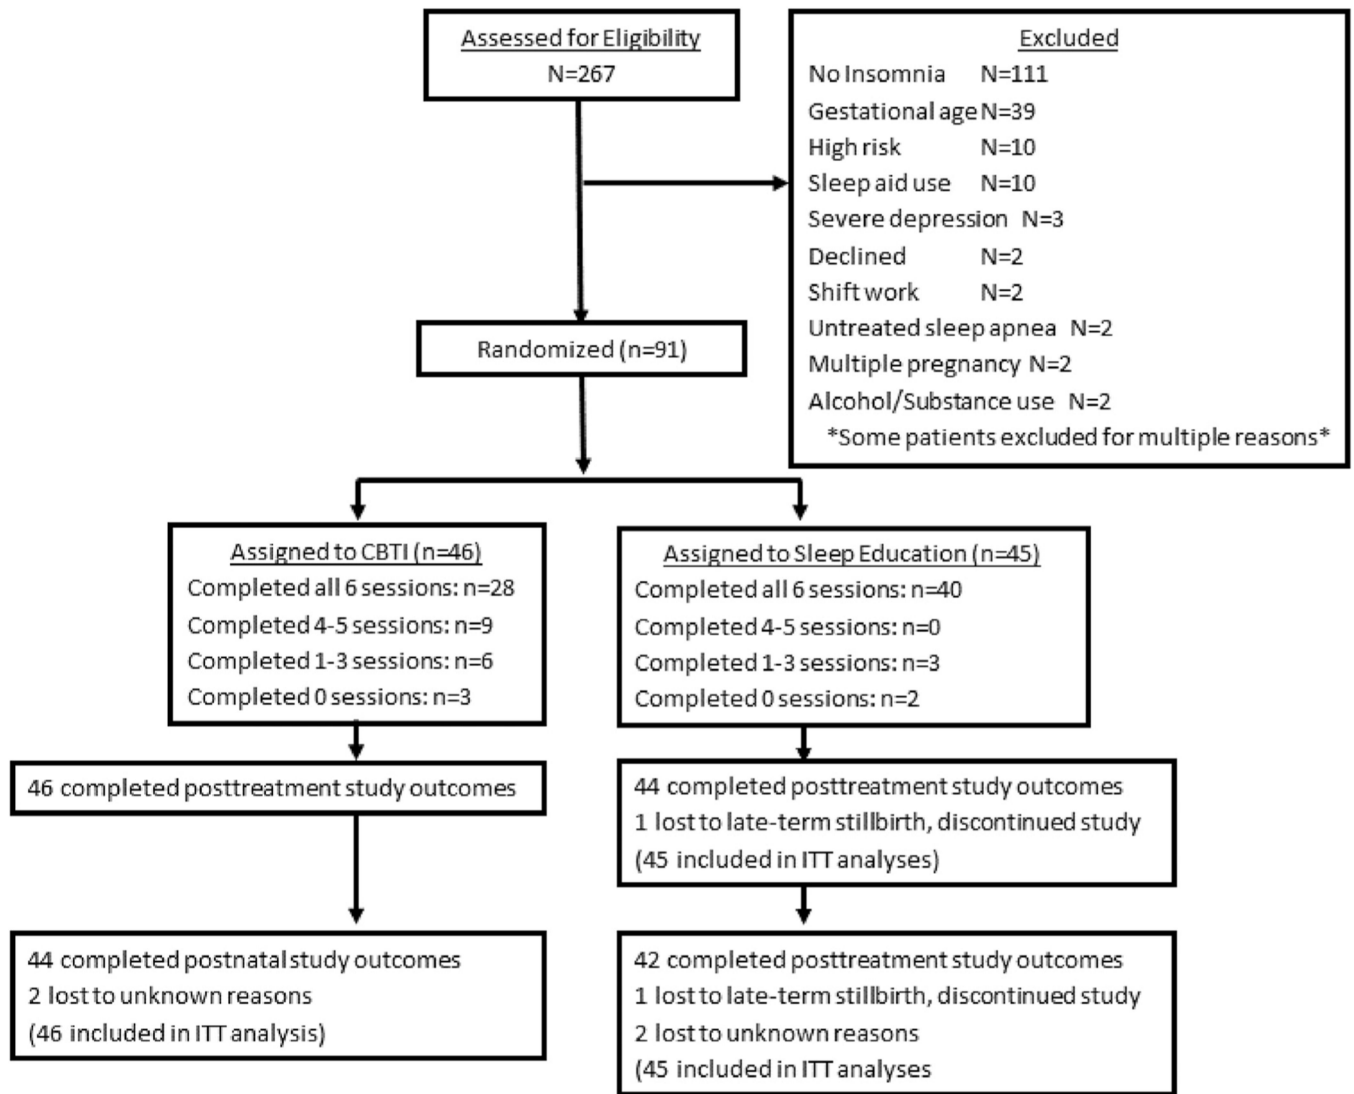 Assessed for Eligibility
N=267
Excluded
No Insomnia N=111
Gestational age N=39
High risk N=10
Sleep aid use N=10
Severe depression N=3
Declined N=2
Shift work N=2
Untreated sleep apnea N=2
Multiple pregnancy N=2
Alcohol/Substance use N=2
*Some patients excluded for multiple reasons*
Randomized (n=91)
Assigned to CBTI (n=46)
Completed all 6 sessions: n=28
Completed 4-5 sessions: n=9
Completed 1-3 sessions: n=6
Completed 0 sessions: n=3
Assigned to Sleep Education (n=45)
Completed all 6 sessions: n=40
Completed 4-5 sessions: n=0
Completed 1-3 sessions: n=3
Completed 0 sessions: n=2
46 completed posttreatment study outcomes
44 completed posttreatment study outcomes
1 lost to late-term stillbirth, discontinued study
(45 included in ITT analyses)
44 completed postnatal study outcomes
2 lost to unknown reasons
(46 included in ITT analysis)
42 completed posttreatment study outcomes
1 lost to late-term stillbirth, discontinued study
2 lost to unknown reasons
(45 included in ITT analyses